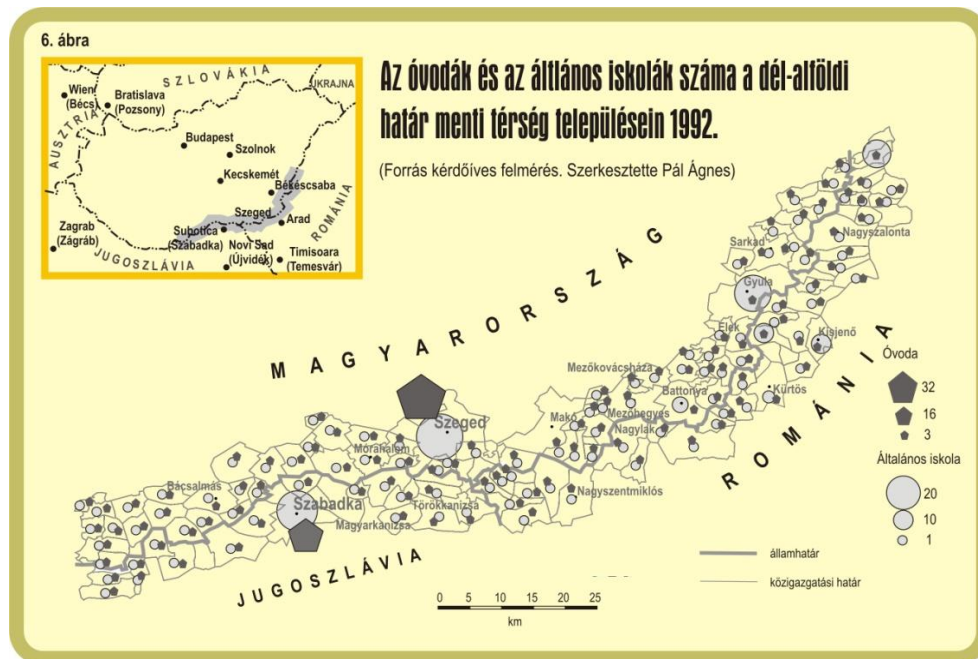 6. ábra
Az óvodák és az áltlános iskolák száma a dél-alföldi
határ menti térség településein 1992.
(Forrás kérdőíves felmérés. Szerkesztette Pál Ágnes)
SZLOVÁKIA
UKRAJNA
Wien
(Bécs)
Bratislava
(Pozsony)
AUSZTRIA
Budapest
Szolnok
Kecskemét
Békéscsaba
Szeged
Arad
ROMÁNIA
Subotica
(Szabadka)
Zagrab
(Zágráb)
Novi Sad
(Újvidék)
Timisoara
(Temesvár)
JUGOSZLÁVIA
MAGYARORSZÁG
Nagyszalonta
Sarkad
Gyula
Elek
Kisjenő
Mezőkovácsháza
Battonya
Kürtös
Mezőhegyes
Makó
Nagylak
Szeged
Mórahalom
Nagyszentmiklós
Bácsalmás
Szabadka
Törökkanizsa
Magyarkanizsa
JUGOSZLÁVIA
ROMÁNIA
Óvoda
32
16
3
Általános iskola
20
10
1
államhatár
közigazgatási határ
0 5 10 15 20 25
km